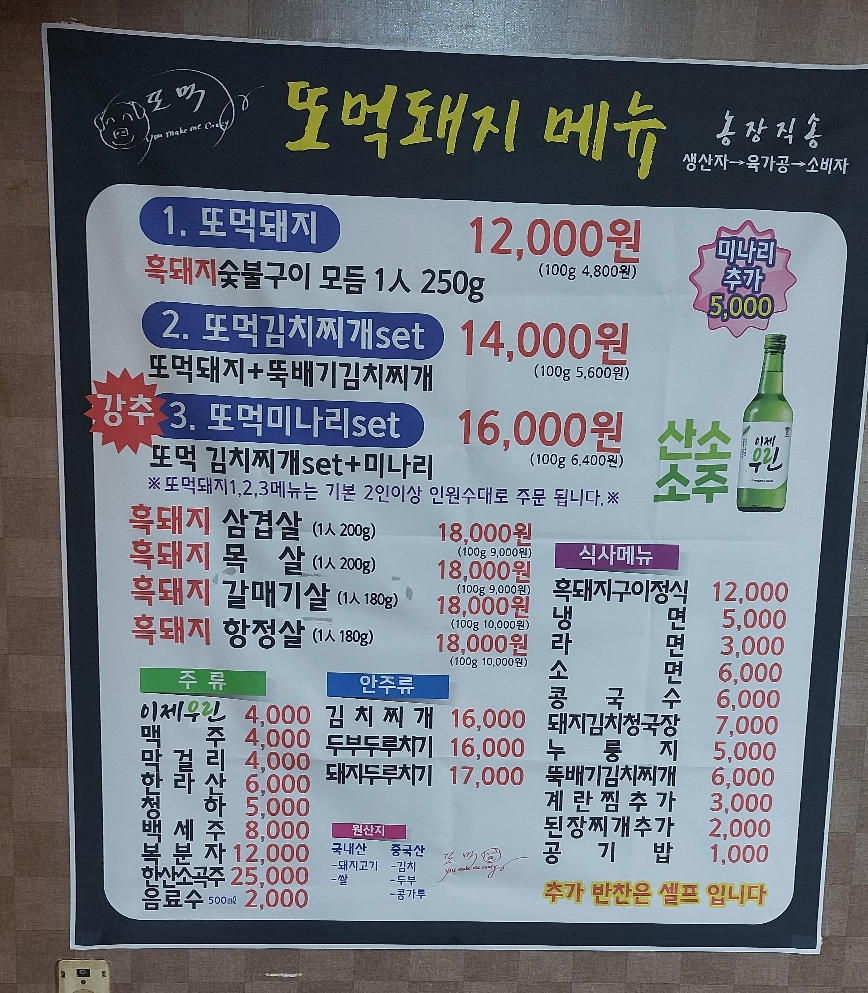 또먹
you make me Cooky
또먹돼지 메뉴
농장직송
생산자→육가공→소비자
1. 또먹돼지 12,000원
(100g 4,800원)
흑돼지숯불구이 모듬 1人 250g
미나리
추가
5,000
2. 또먹김치찌개set 14,000원
(100g 5,600원)
또먹돼지+뚝배기김치찌개
강추
3. 또먹미나리set 16,000원
(100g 6,400원)
또먹 김치찌개set+미나리
※또먹돼지1,2,3메뉴는 기본 2인이상 인원수대로 주문 됩니다.※
산소
소주
이제
우린
흑돼지 삼겹살 (1人 200g) 18,000원
(100g 9,000원)
흑돼지 목 살 (1人 200g) 18,000원
(100g 9,000원)
흑돼지 갈매기살 (1人 180g) 18,000원
(100g 10,000원)
흑돼지 항정살 (1人 180g) 18,000원
(100g 10,000원)
식사메뉴
흑돼지구이정식 12,000
냉 면 5,000
라 면 3,000
소 면 6,000
콩 국 수 6,000
돼지김치청국장 7,000
누 룽 지 5,000
뚝배기김치찌개 6,000
계란찜추가 3,000
된장찌개추가 2,000
공 기 밥 1,000
추가 반찬은 셀프 입니다
주 류
이제우린 4,000
맥 주 4,000
막 걸 리 4,000
한 라 산 6,000
청 하 5,000
백 세 주 8,000
복 분 자 12,000
한산소곡주 25,000
음료수 500㎖ 2,000
안주류
김 치 찌 개 16,000
두부두루치기 16,000
돼지두루치기 17,000
원산지
국내산 중국산
-돼지고기 -김치
-쌀 -두부
-콩가루
또먹
you make me Cooky